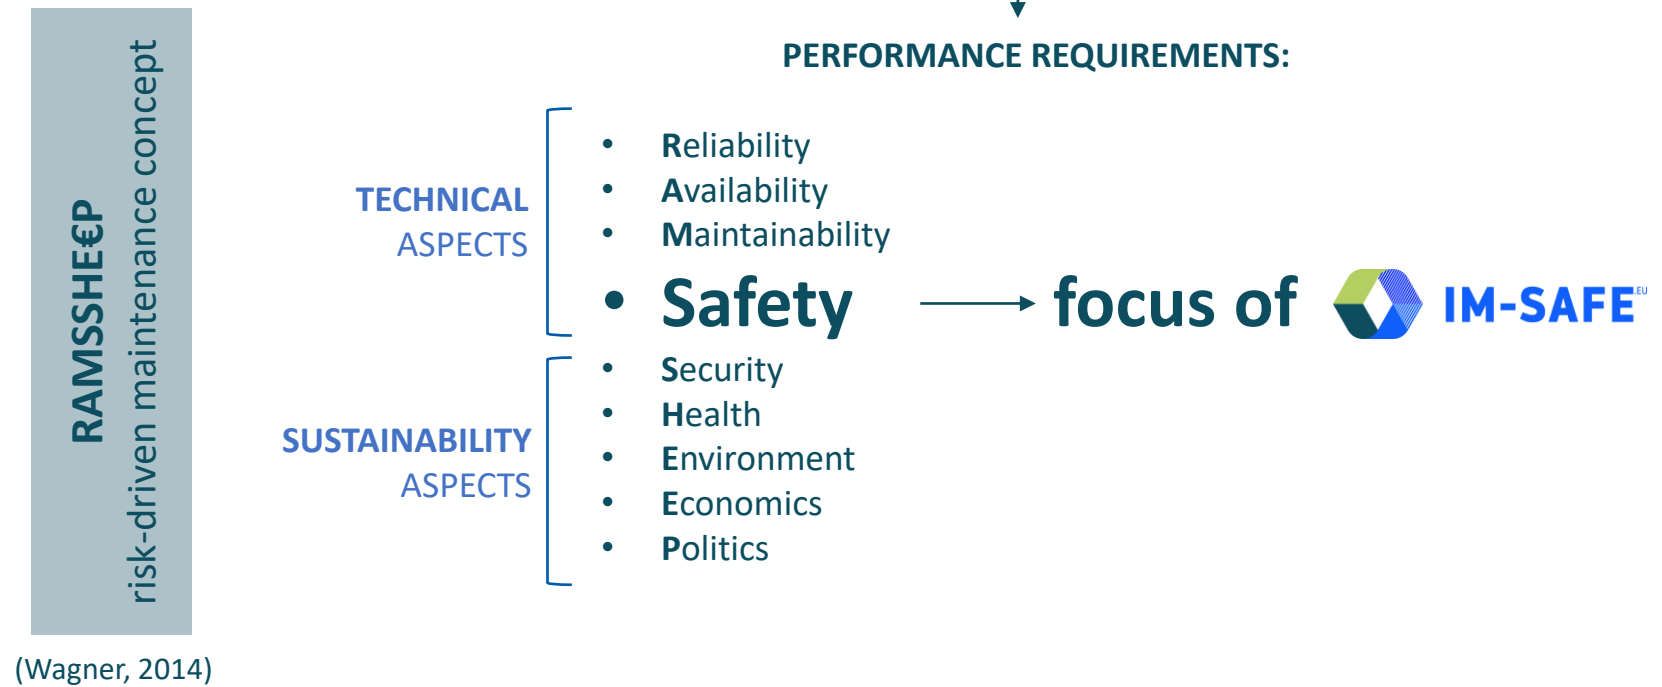 RAMSSHE€P
risk-driven maintenance concept
(Wagner, 2014)
PERFORMANCE REQUIREMENTS:
TECHNICAL
ASPECTS
• Reliability
• Availability
• Maintainability
• Safety
focus of
IM-SAFE.EU
SUSTAINABILITY
ASPECTS
• Security
• Health
• Environment
• Economics
• Politics